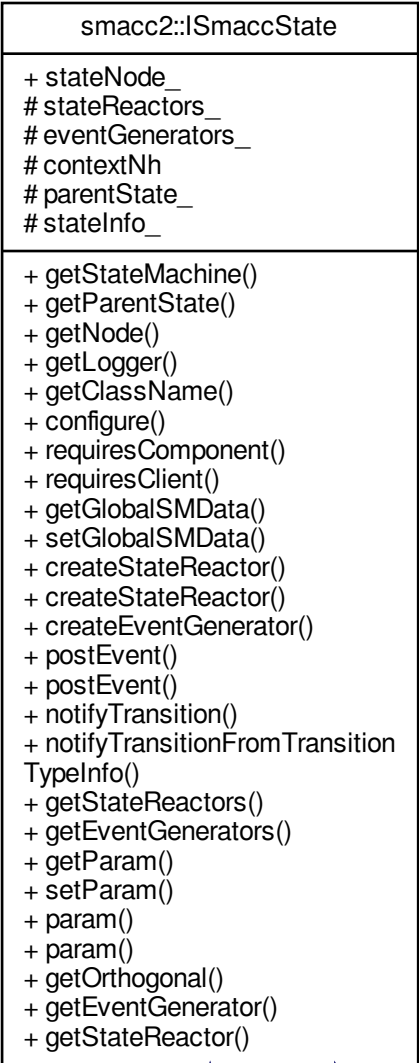 smacc2::ISmaccState
+ stateNode_
# stateReactors_
# eventGenerators_
# contextNh
# parentState_
# stateInfo_
+ getStateMachine()
+ getParentState()
+ getNode()
+ getLogger()
+ getClassName()
+ configure()
+ requiresComponent()
+ requiresClient()
+ getGlobalSMData()
+ setGlobalSMData()
+ createStateReactor()
+ createStateReactor()
+ createEventGenerator()
+ postEvent()
+ postEvent()
+ notifyTransition()
+ notifyTransitionFromTransition
TypeInfo()
+ getStateReactors()
+ getEventGenerators()
+ getParam()
+ setParam()
+ param()
+ param()
+ getOrthogonal()
+ getEventGenerator()
+ getStateReactor()